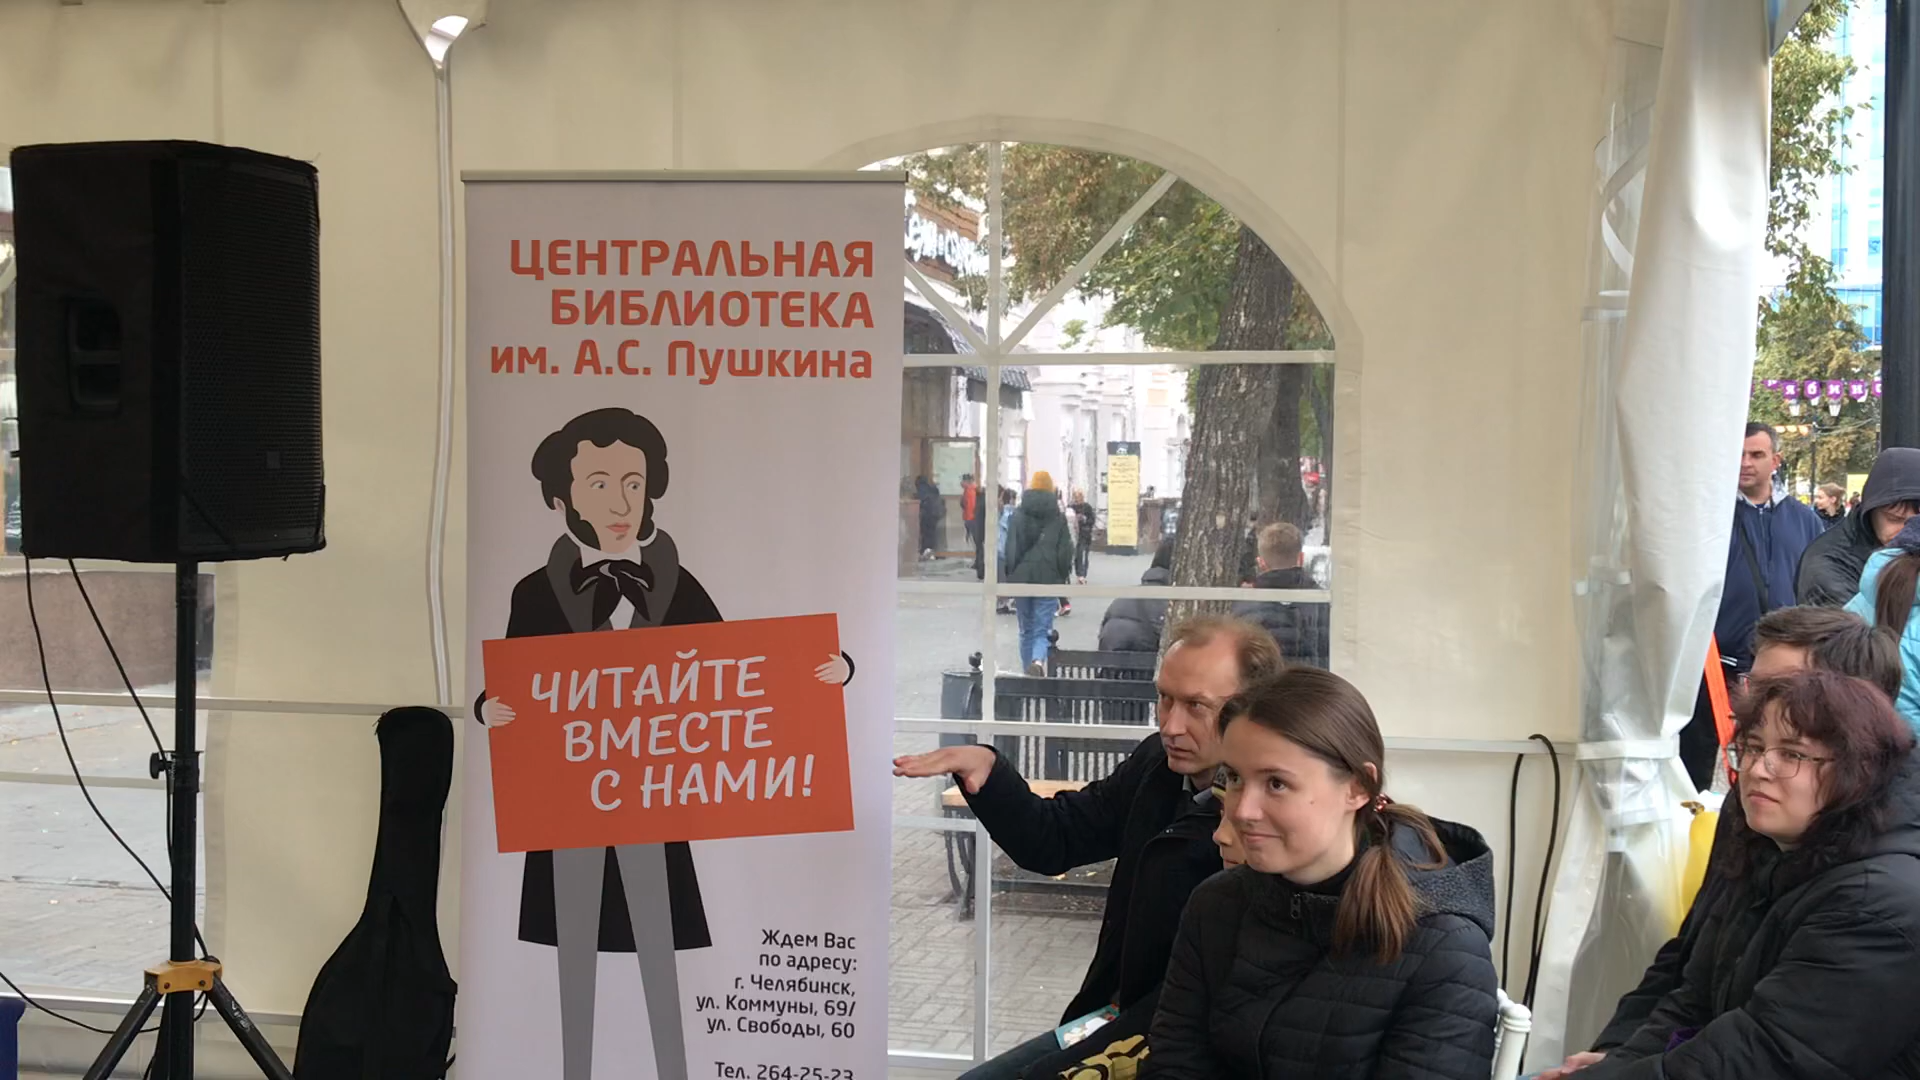 ЦЕНТРАЛЬНАЯ
БИБЛИОТЕКА
им. А.С. Пушкина
ЧИТАЙТЕ
ВМЕСТЕ
С НАМИ!
Ждем Вас
по адресу:
г. Челябинск,
ул. Коммуны, 69/
ул. Свободы, 60
Тел. 264-25-23